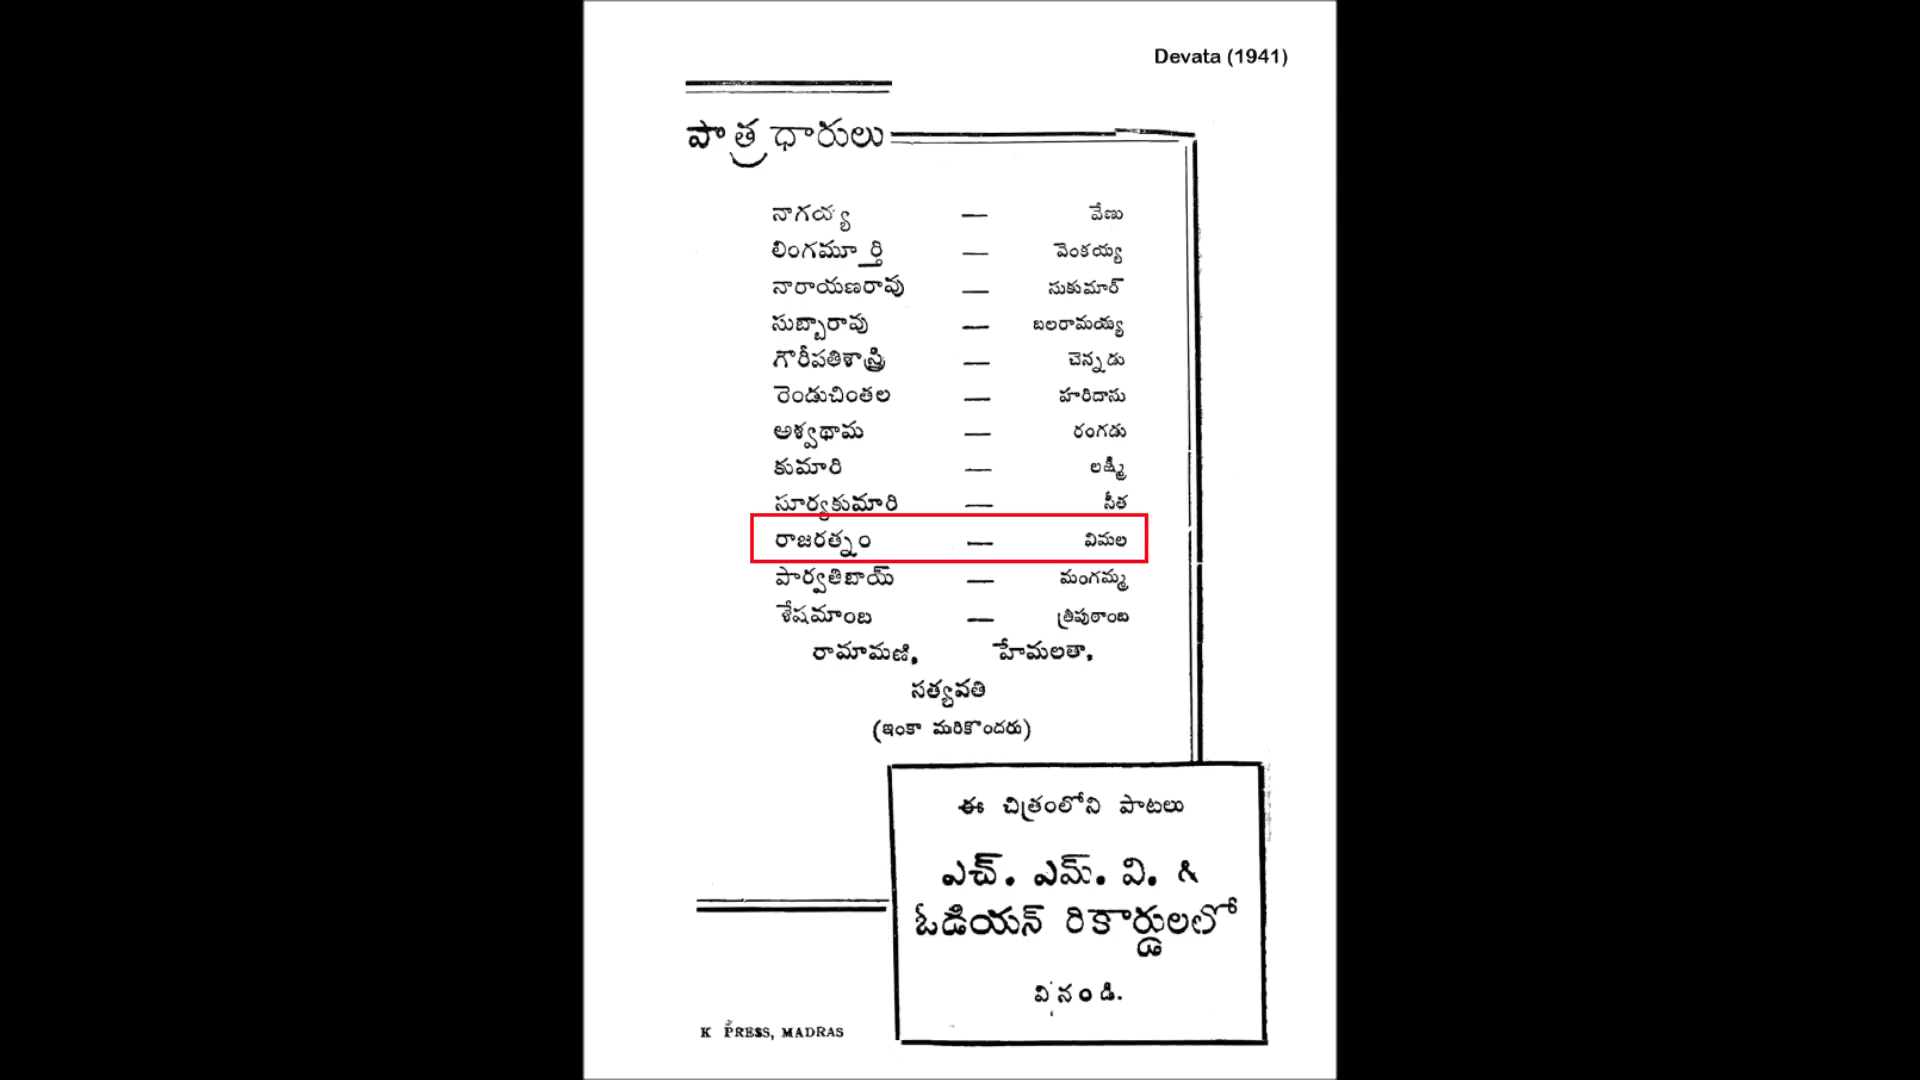 Devata (1941)
పాత్రధారులు
నాగయ్య — వేణు
లింగమూర్తి — వెంకయ్య
నారాయణరావు — సుకుమార్
సుబ్బారావు — బలరామయ్య
గౌరీపతిశాస్త్రి — చెన్నడు
రెండుచింతల — హరిదాసు
అశ్వథామ — రంగడు
కుమారి — లక్ష్మి
సూర్యకుమారి — సీత
రాజరత్నం — విమల
పార్వతిబాయ్ — మంగమ్మ
శేషమాంబ — త్రిపురాంబ
రామామణి, హేమలతా,
సత్యవతి
(ఇంకా మరికొందరు)
ఈ చిత్రంలోని పాటలు
ఎచ్. ఎమ్. వి. &
ఓడియన్ రికార్డులలో
వినండి.
K PRESS, MADRAS